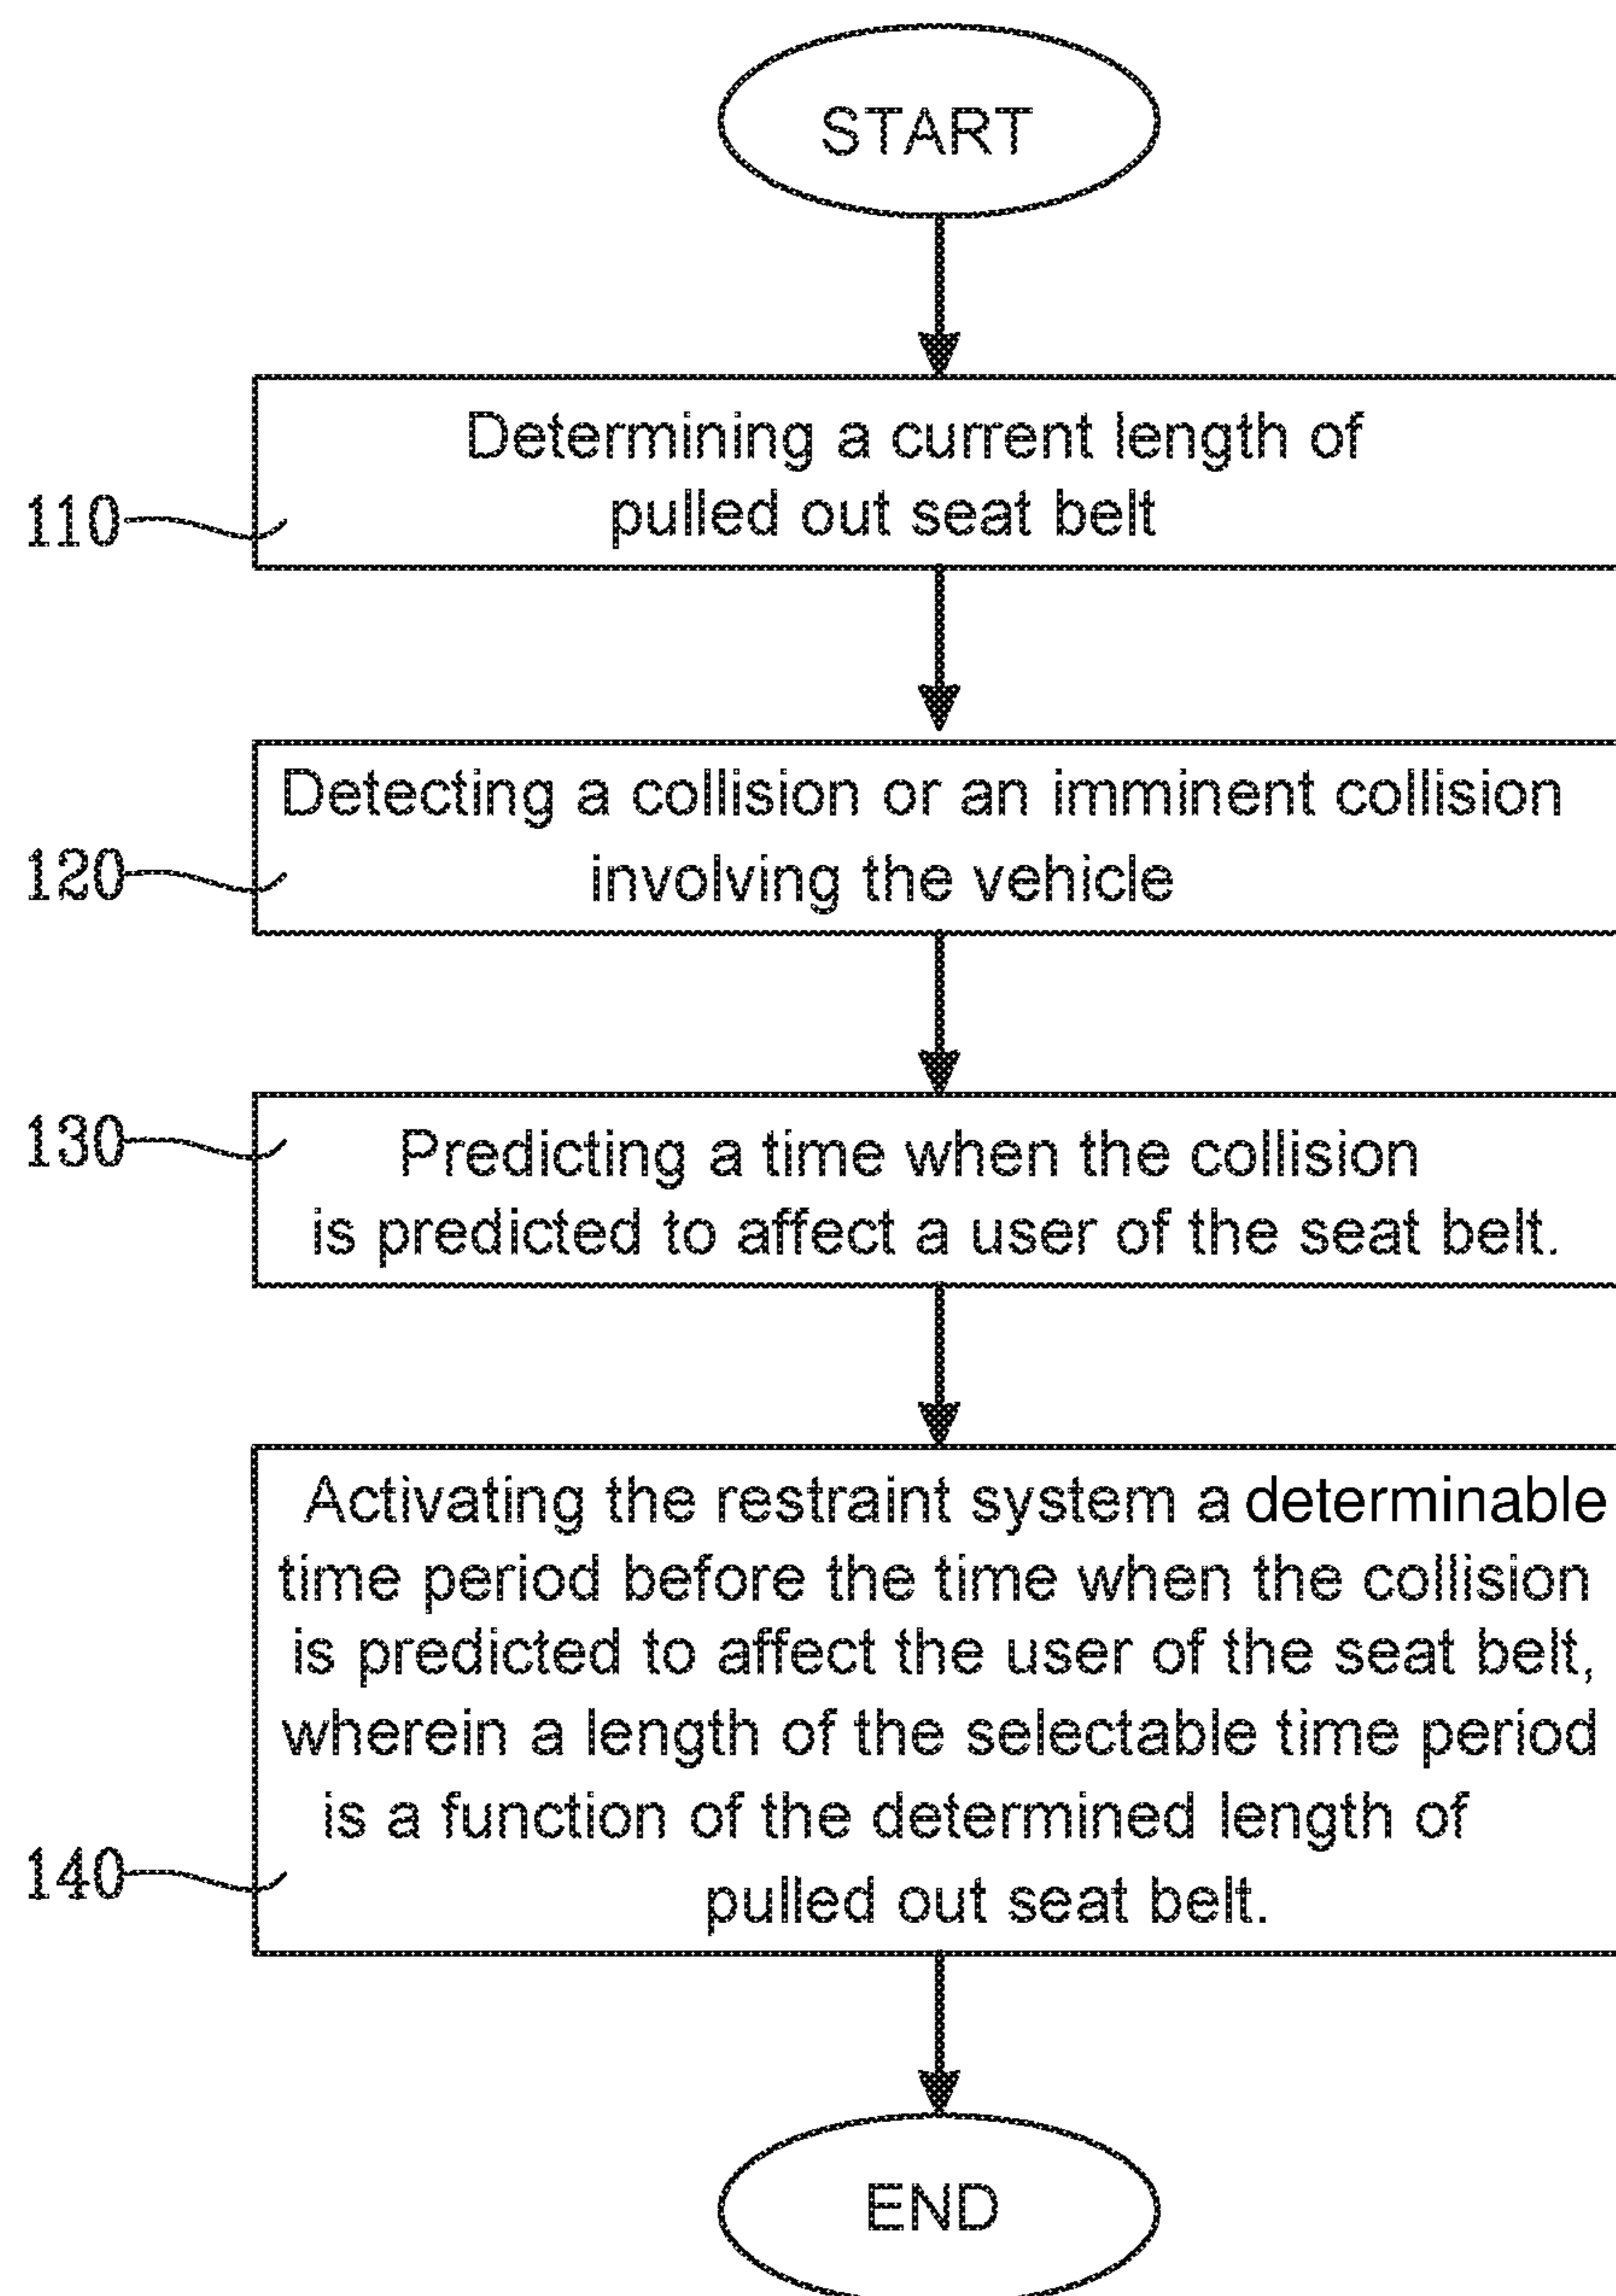 START
Determining a current length of
pulled out seat belt
110
Detecting a collision or an imminent collision
involving the vehicle
120
130
Predicting a time when the collision
is predicted to affect a user of the seat belt.
Activating the restraint system a determinable
time period before the time when the collision
is predicted to affect the user of the seat belt,
wherein a length of the selectable time period
is a function of the determined length of
pulled out seat belt.
140
END